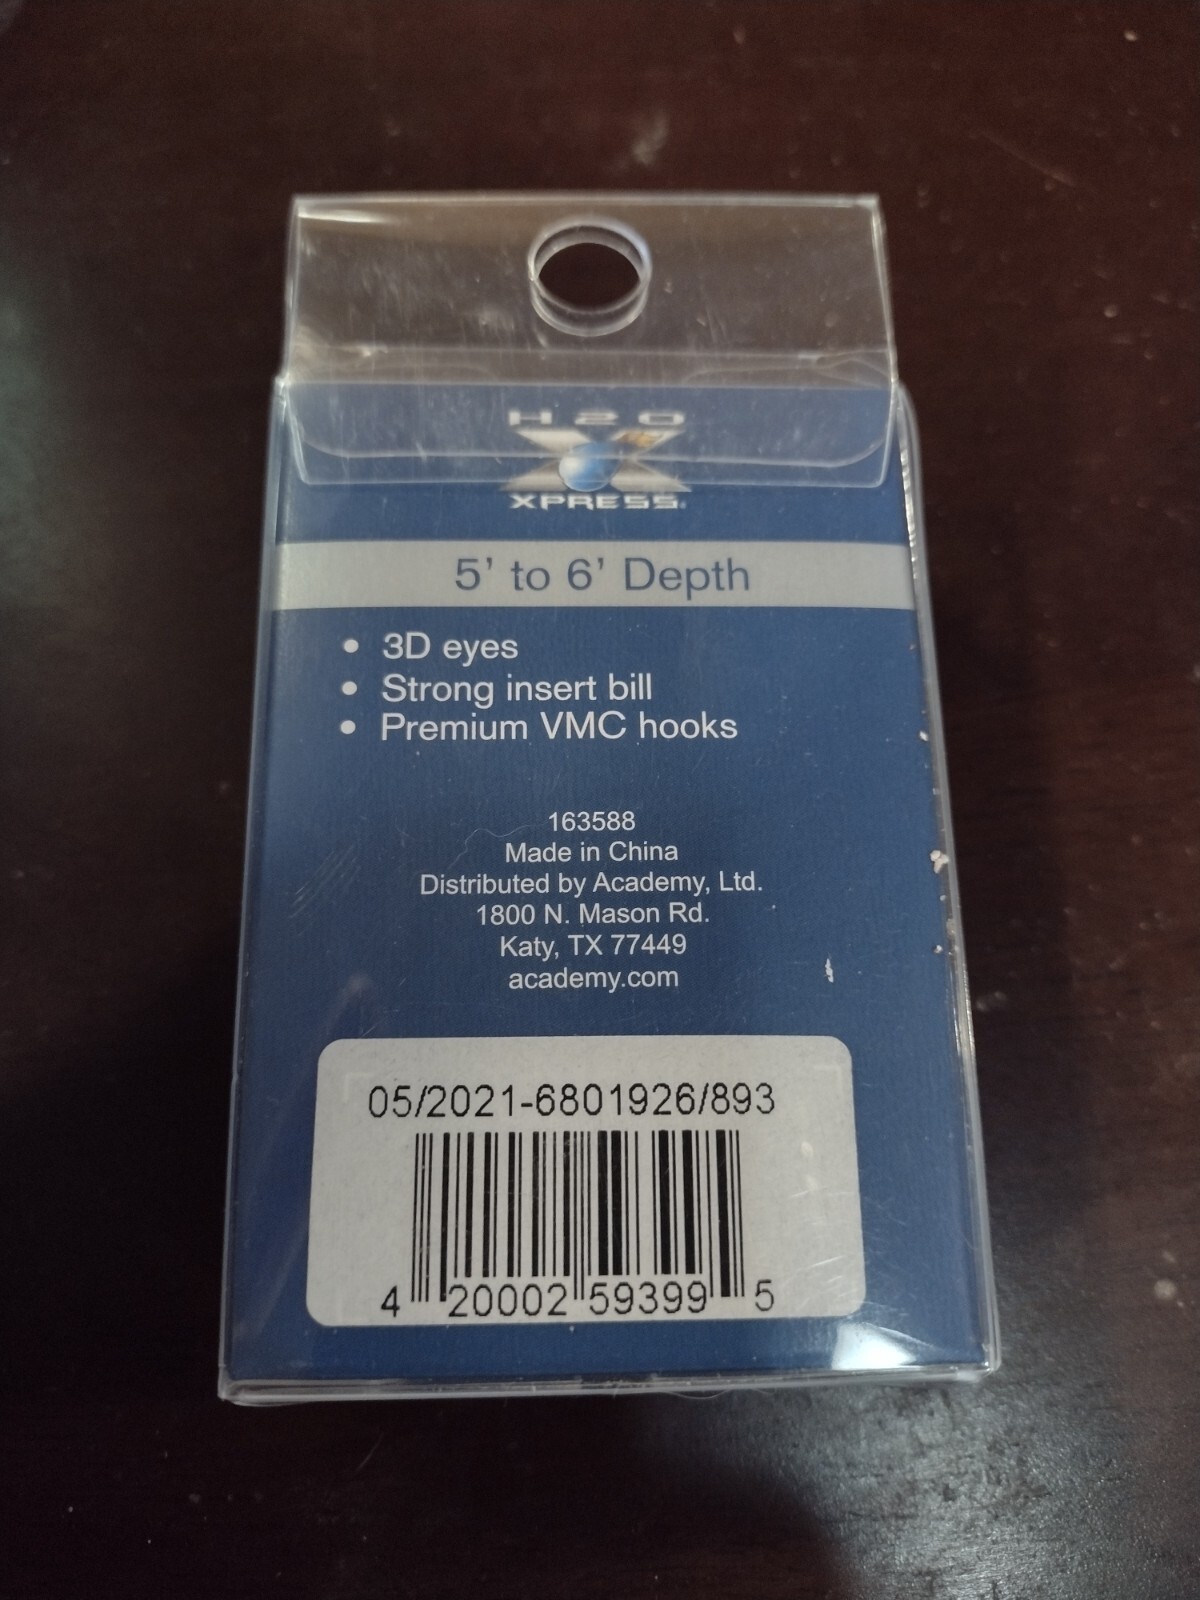 H2O
XPRESS
5' to 6' Depth
• 3D eyes
• Strong insert bill
• Premium VMC hooks
163588
Made in China
Distributed by Academy, Ltd.
1800 N. Mason Rd.
Katy, TX 77449
academy.com
05/2021-6801926/893
4 20002 59399 5